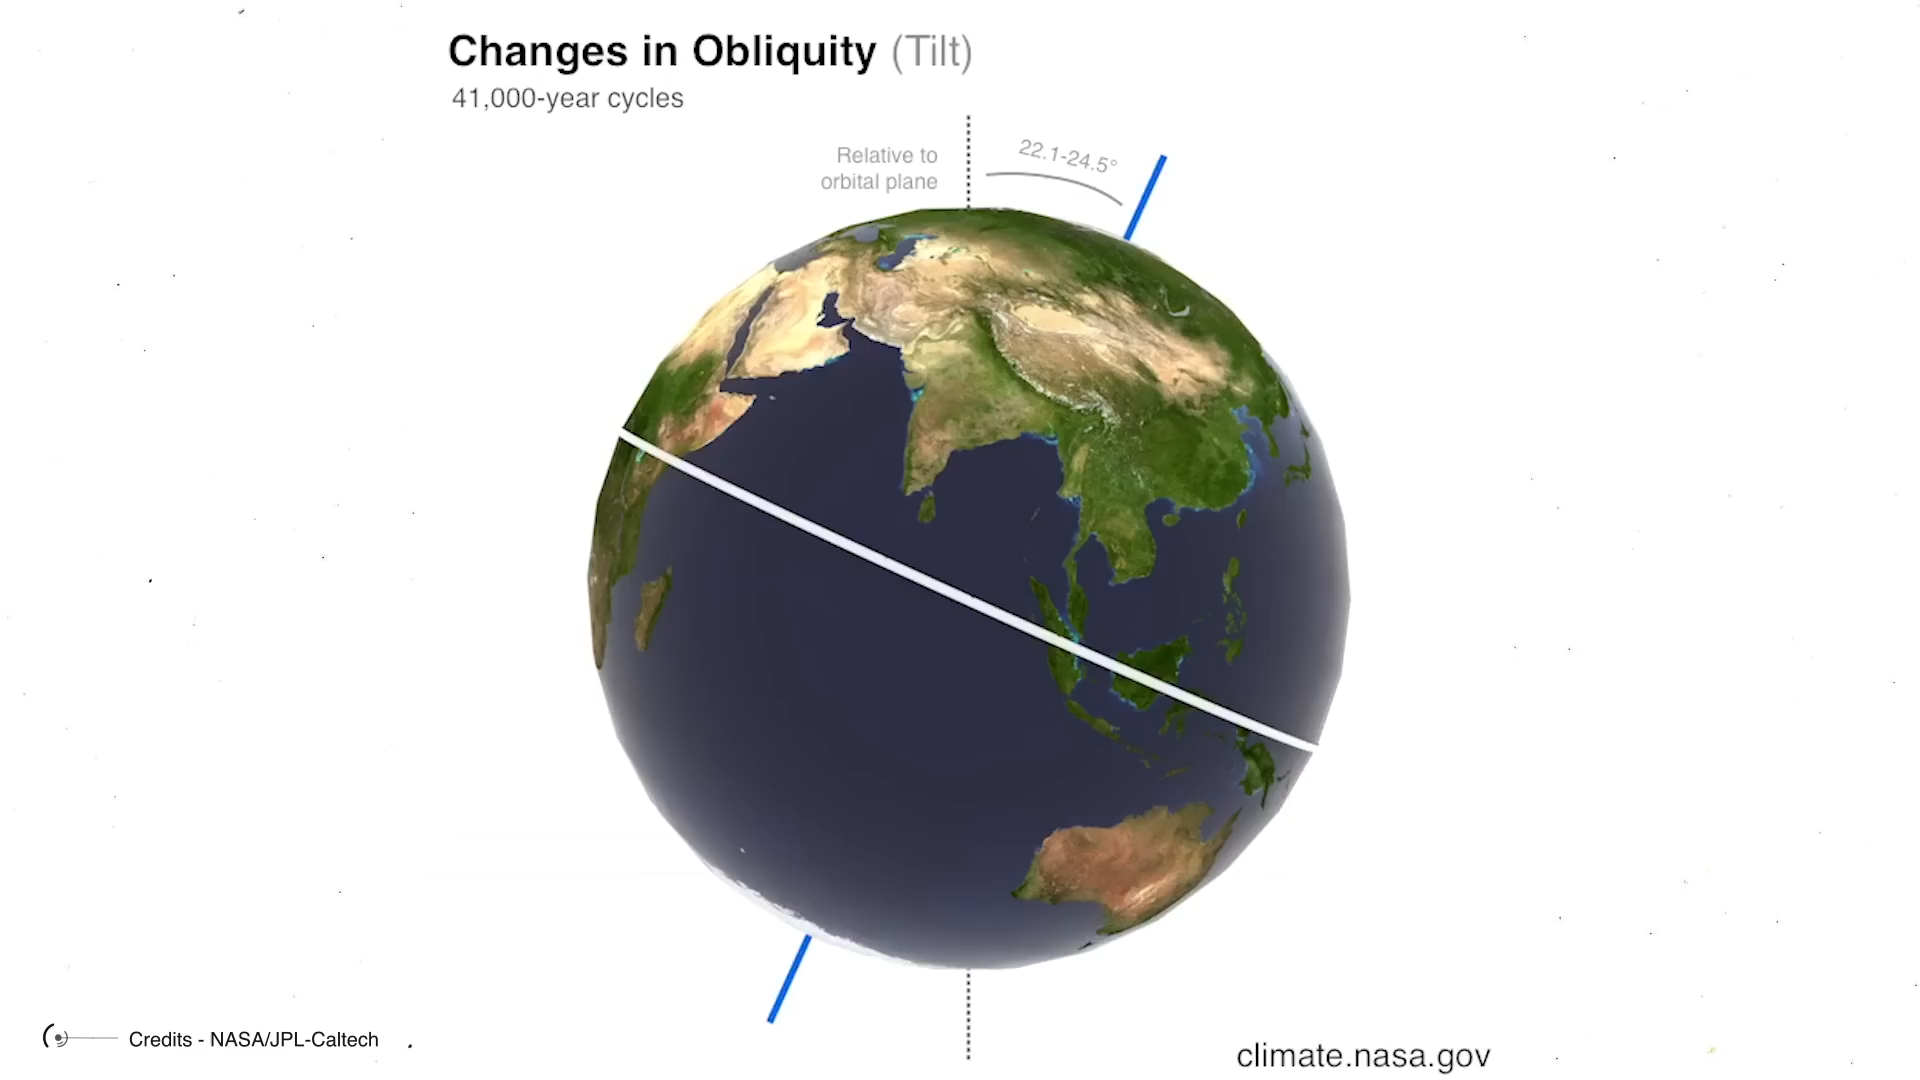 Changes in Obliquity (Tilt)
41,000-year cycles
Relative to
orbital plane
22.1-24.5°
Credits - NASA/JPL-Caltech
climate.nasa.gov